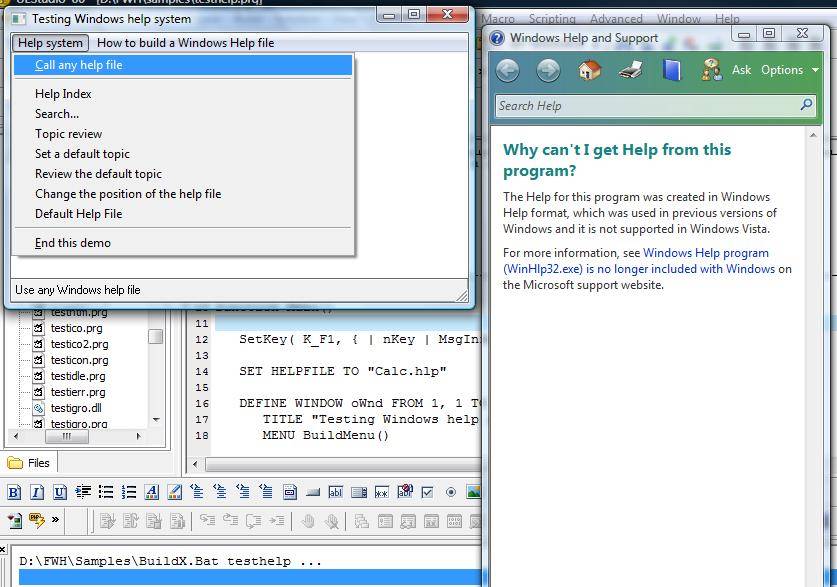 Testing Windows help system
Help system How to build a Windows Help file
Call any help file
Help Index
Search...
Topic review
Set a default topic
Review the default topic
Change the position of the help file
Default Help File
End this demo
Use any Windows help file
Macro Scripting Advanced Window Help
Windows Help and Support
Ask Options
Search Help
Why can't I get Help from this
program?
The Help for this program was created in Windows
Help format, which was used in previous versions of
Windows and it is not supported in Windows Vista.
For more information, see Windows Help program
(WinHlp32.exe) is no longer included with Windows on
the Microsoft support website.
testico.prg
testico2.prg
testicon.prg
testidle.prg
testierr.prg
testigro.dll
testigro.prg
Files
11
12 SetKey( K_F1, { | nKey | MsgIn
13
14 SET HELPFILE TO "Calc.hlp"
15
16 DEFINE WINDOW oWnd FROM 1, 1 TO
17 TITLE "Testing Windows help
18 MENU BuildMenu()
B I U
D:\FWH\Samples\BuildX.Bat testhelp ...